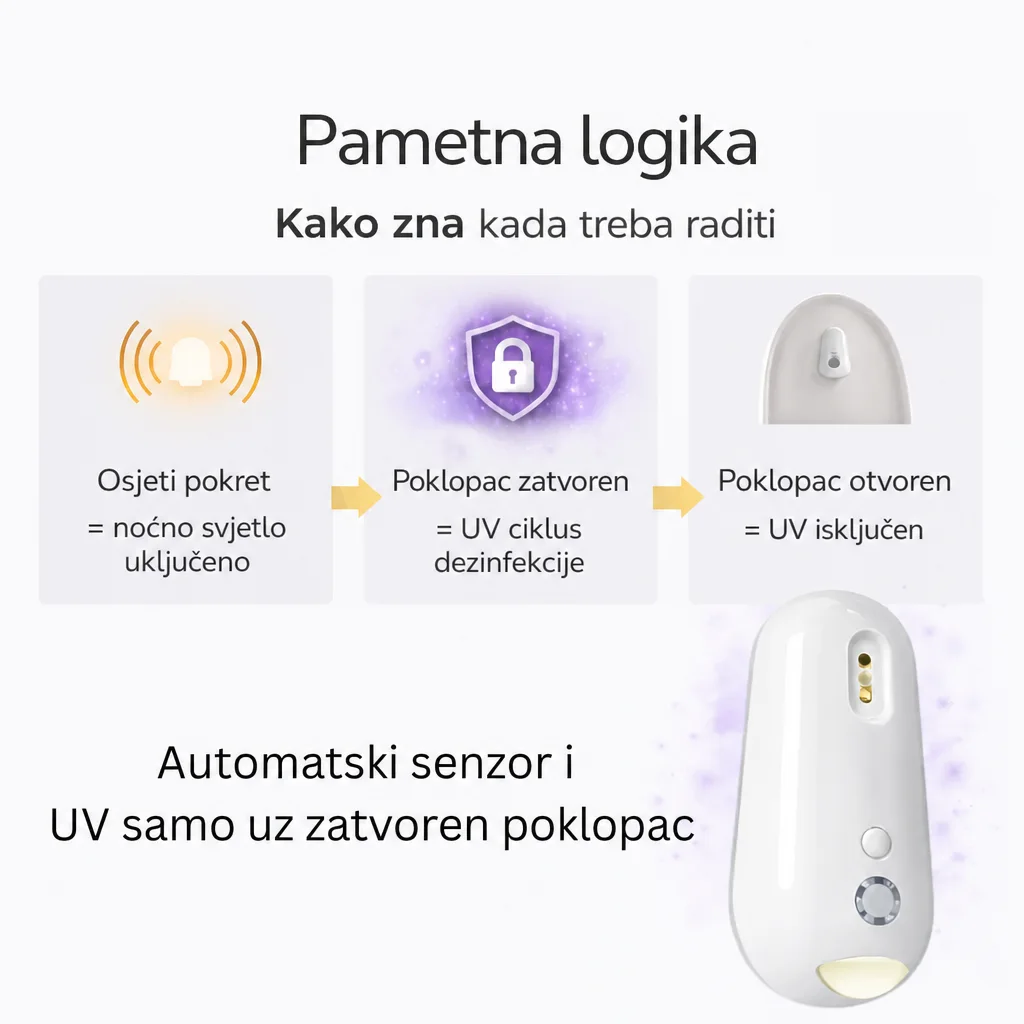 Pametna logika
Kako zna kada treba raditi
Osjeti pokret
= noćno svjetlo
uključeno
Poklopac zatvoren
= UV ciklus
dezinfekcije
Poklopac otvoren
= UV isključen
Automatski senzor i
UV samo uz zatvoren poklopac